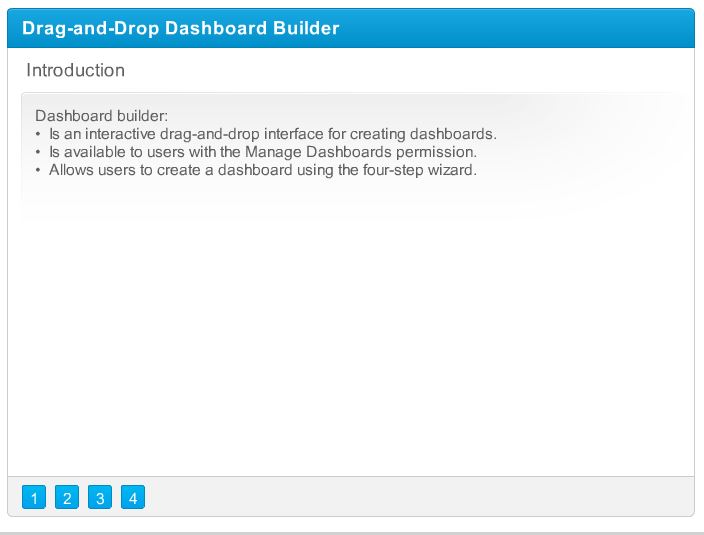 Drag-and-Drop Dashboard Builder
Introduction
Dashboard builder:
• Is an interactive drag-and-drop interface for creating dashboards.
• Is available to users with the Manage Dashboards permission.
• Allows users to create a dashboard using the four-step wizard.
1 2 3 4